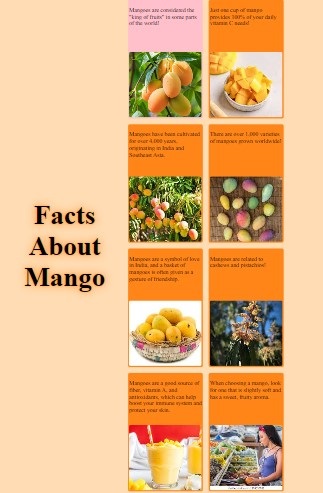 Facts
About
Mango
Mangoes are considered the
"king of fruits" in some parts
of the world!
Just one cup of mango
provides 100% of your daily
vitamin C needs!
Mangoes have been cultivated
for over 4,000 years,
originating in India and
Southeast Asia.
There are over 1,000 varieties
of mangoes grown worldwide!
Mangoes are a symbol of love
in India, and a basket of
mangoes is often given as a
gesture of friendship.
Mangoes are related to
cashews and pistachios!
Mangoes are a good source of
fiber, vitamin A, and
antioxidants, which can help
boost your immune system and
protect your skin.
When choosing a mango, look
for one that is slightly soft and
has a sweet, fruity aroma.